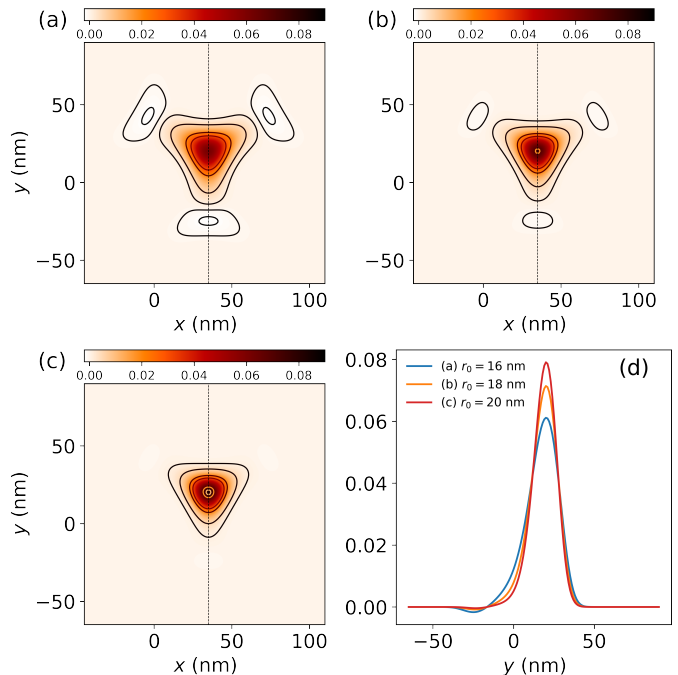 (a)
0.00 0.02 0.04 0.06 0.08
50
0
−50
0 50 100
y (nm)
x (nm)
(b)
0.00 0.02 0.04 0.06 0.08
50
0
−50
0 50 100
x (nm)
(c)
0.00 0.02 0.04 0.06 0.08
50
0
−50
0 50 100
y (nm)
x (nm)
(d)
0.08
0.06
0.04
0.02
0.00
(a) r₀ = 16 nm
(b) r₀ = 18 nm
(c) r₀ = 20 nm
−50 0 50
y (nm)